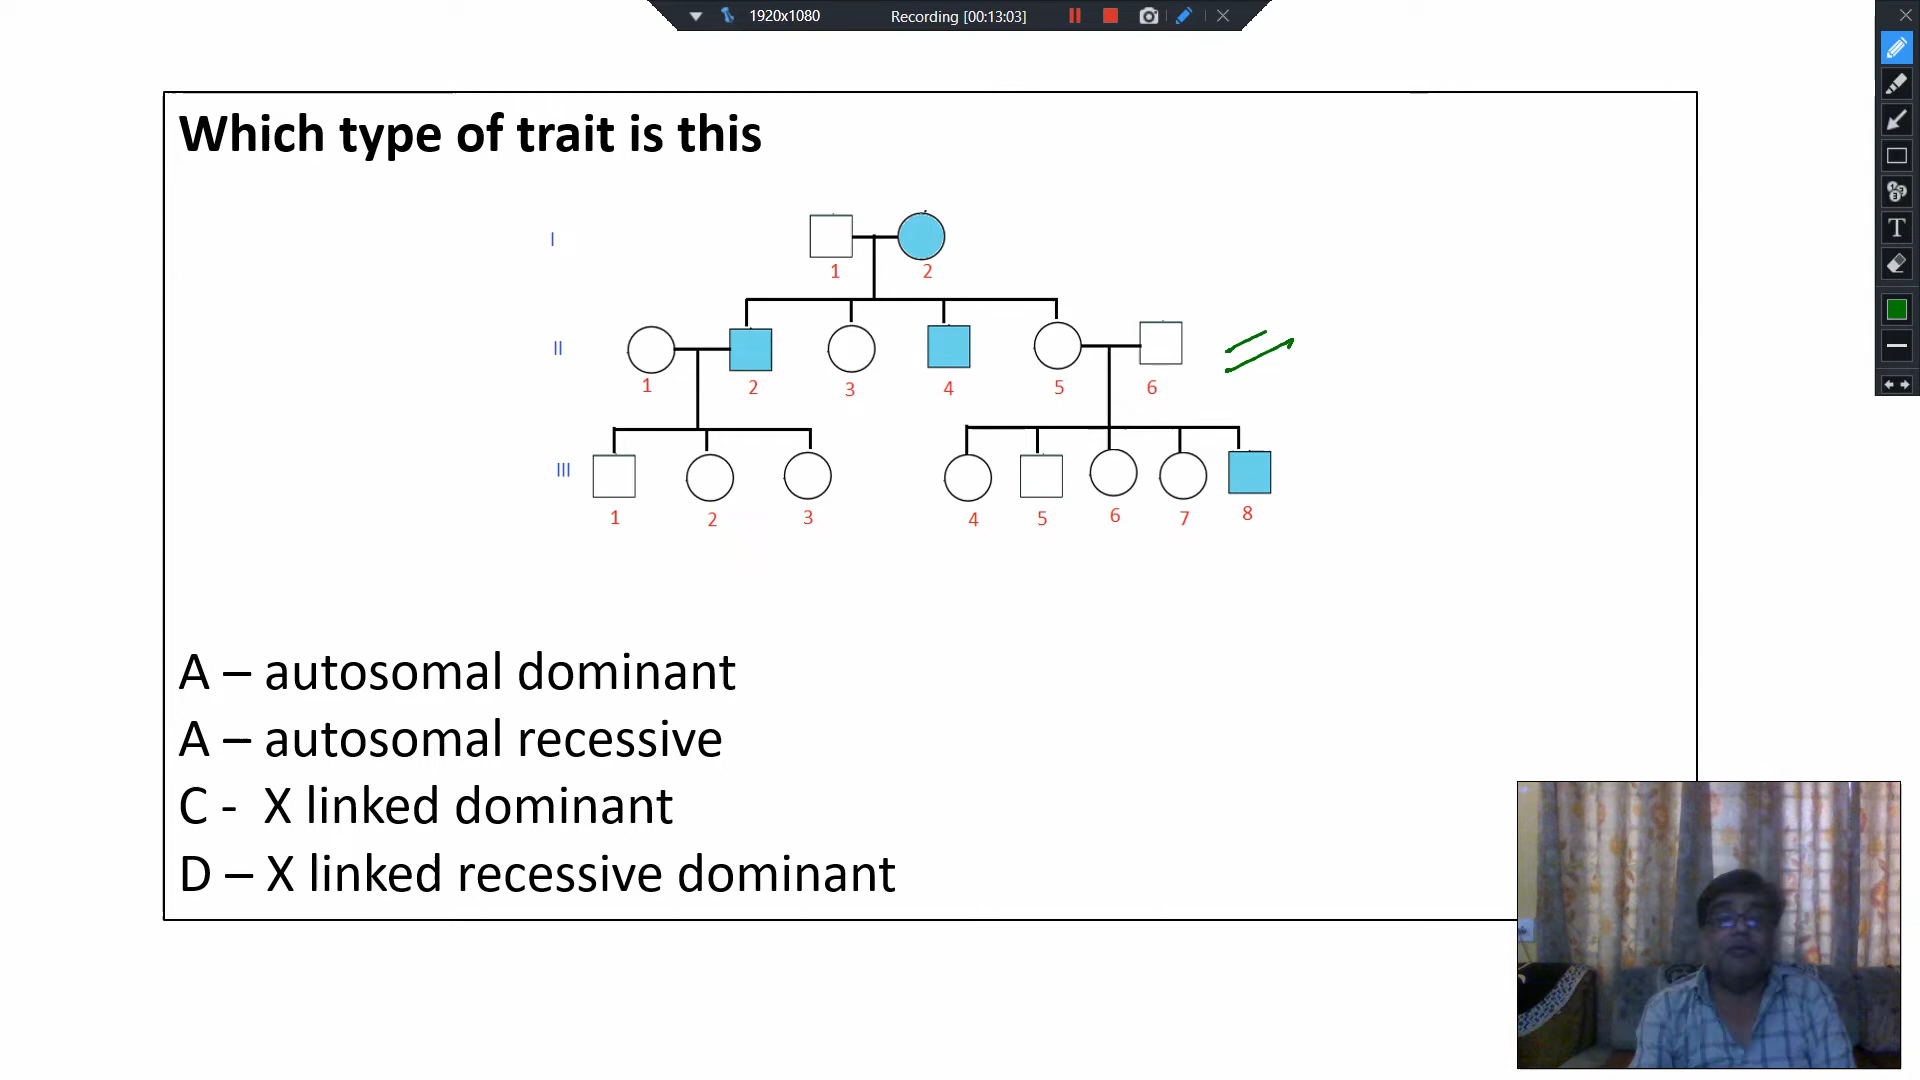 1920x1080 Recording [00:13:03]
Which type of trait is this
I
1 2
II
1 2 3 4 5 6
III
1 2 3 4 5 6 7 8
A – autosomal dominant
A – autosomal recessive
C - X linked dominant
D – X linked recessive dominant
T